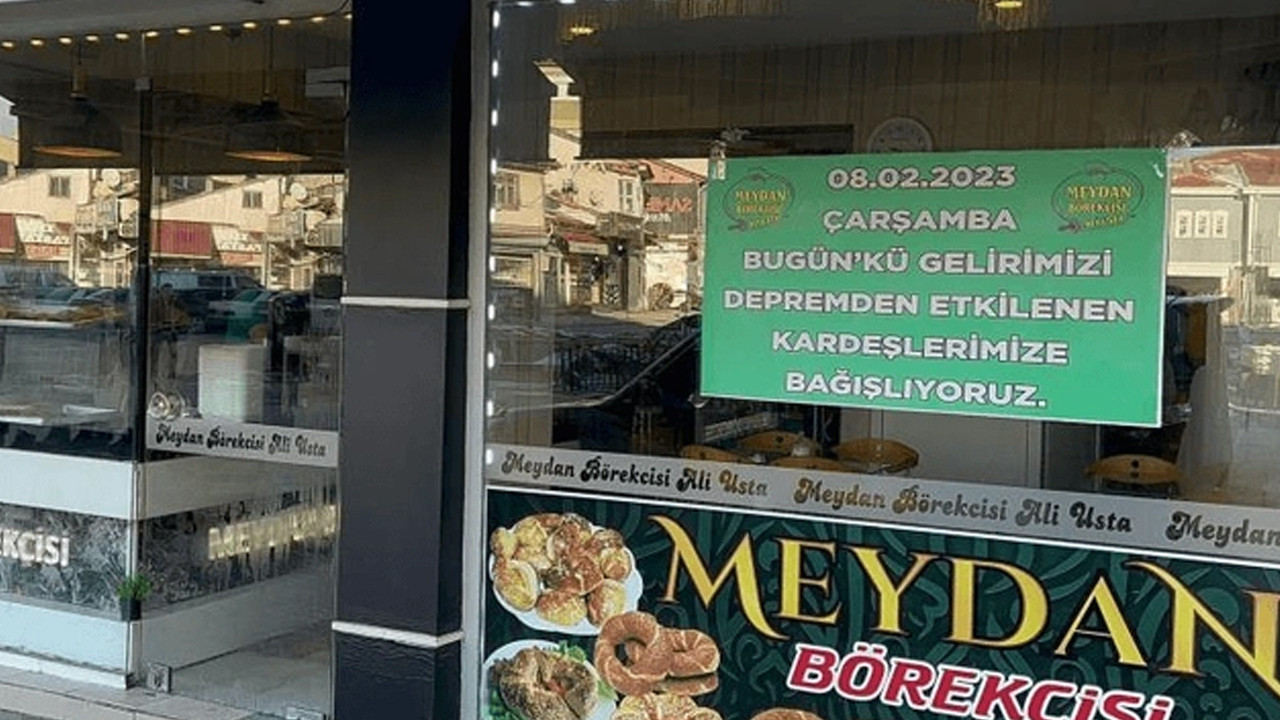 08.02.2023
ÇARŞAMBA
BUGÜN'KÜ GELİRİMİZİ
DEPREMDEN ETKİLENEN
KARDEŞLERİMİZE
BAĞIŞLIYORUZ.
MEYDAN
BÖREKCİSİ
MEYDAN
BÖREKCİSİ
Meydan Börekcisi Ali Usta
Meydan Börekcisi Ali Usta Meydan Börekcisi Ali Usta Meydan
EKCİSİ
MEYDAN
BÖREKCİSİ